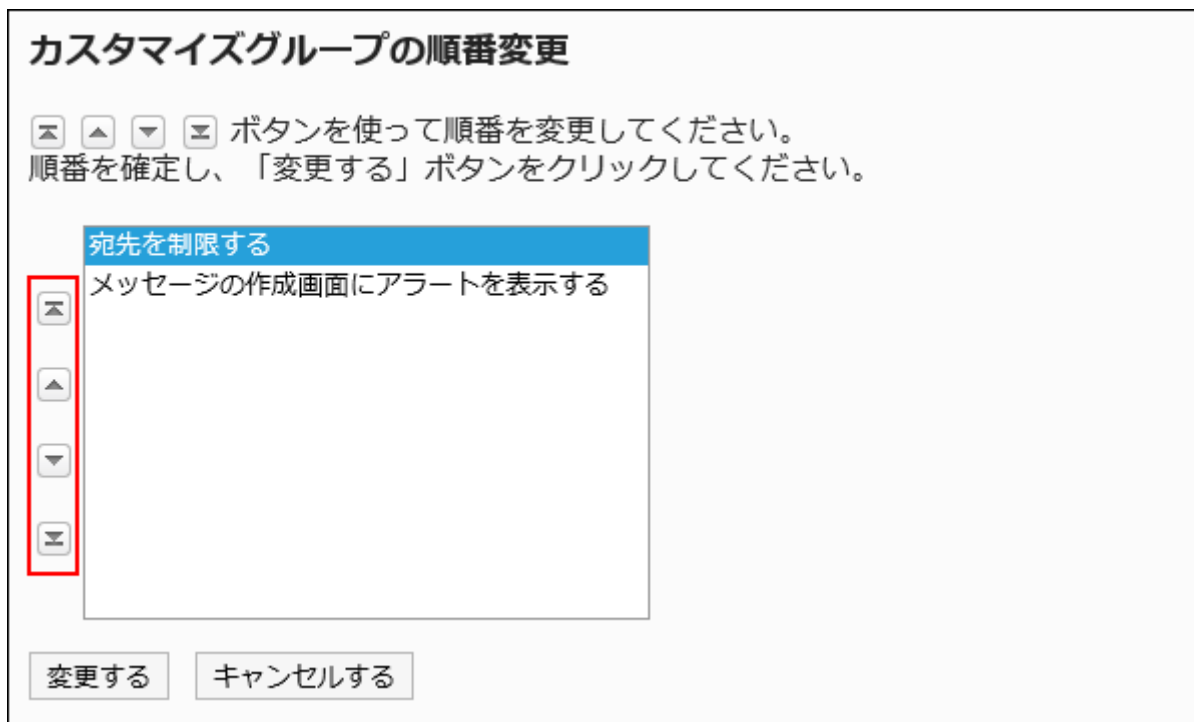 カスタマイズグループの順番変更
ボタンを使って順番を変更してください。
順番を確定し、「変更する」ボタンをクリックしてください。
宛先を制限する
メッセージの作成画面にアラートを表示する
変更する
キャンセルする